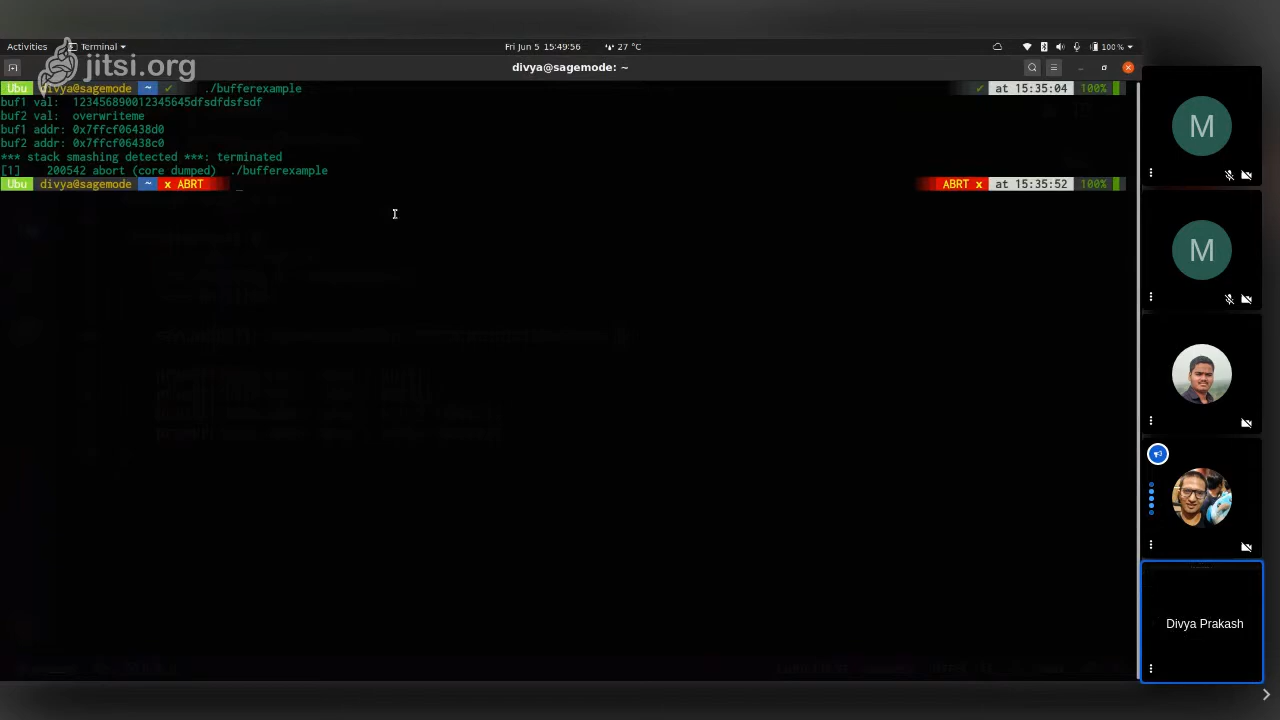 Activities
Terminal
Fri Jun 5 15:49:56
27 °C
100%
jitsi.org
divya@sagemode: ~
Ubu divya@sagemode ~ ✓ ./bufferexample ✓ at 15:35:04 100%
buf1 val: 123456890012345645dfsdfdsfsdf
buf2 val: overwriteme
buf1 addr: 0x7ffcf06438d0
buf2 addr: 0x7ffcf06438c0
*** stack smashing detected ***: terminated
[1] 200542 abort (core dumped) ./bufferexample
Ubu divya@sagemode ~ x ABRT _ ABRT x at 15:35:52 100%
M
M
Divya Prakash